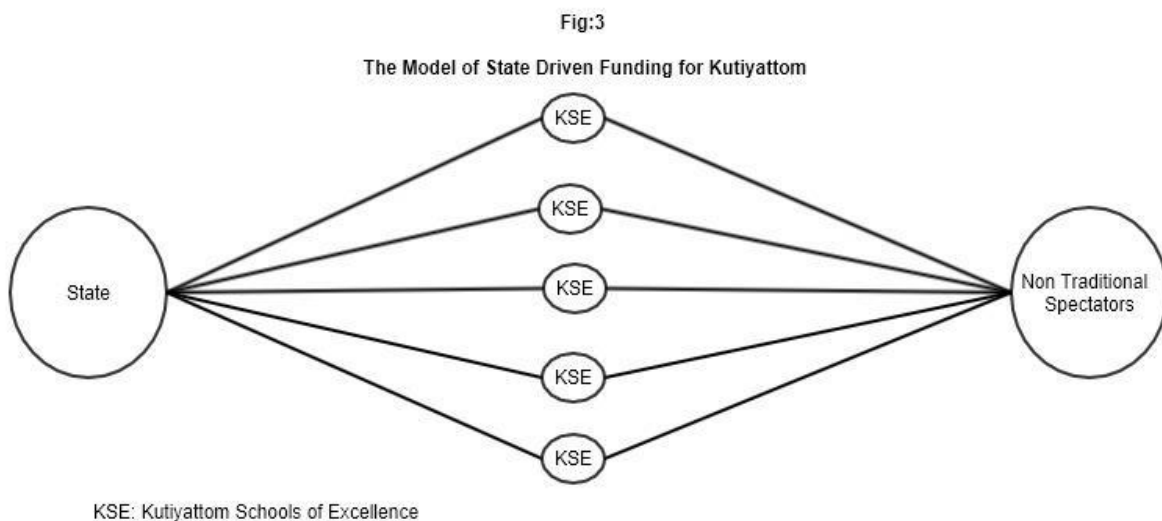 Fig:3
The Model of State Driven Funding for Kutiyattom
KSE
KSE
State
KSE
Non Traditional
Spectators
KSE
KSE
KSE: Kutiyattom Schools of Excellence